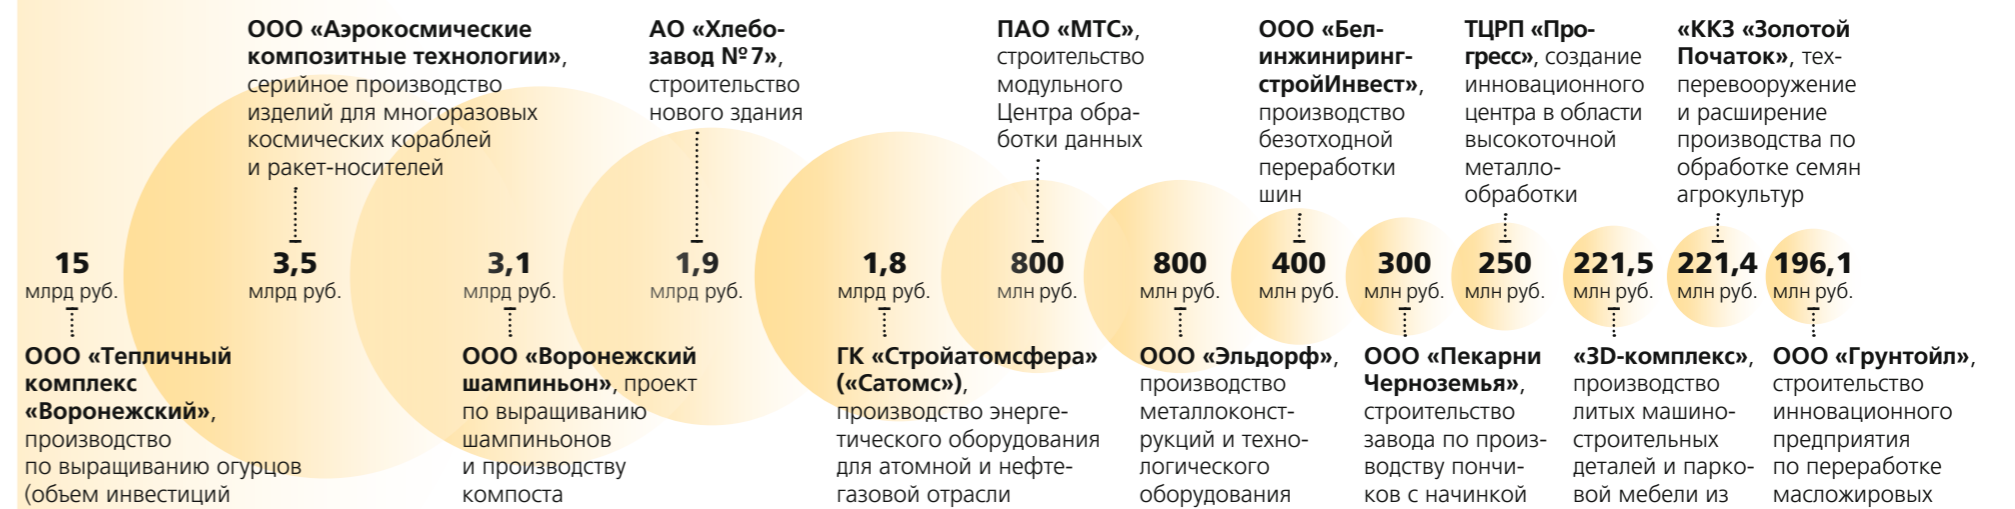 ООО «Аэрокосмические
композитные технологии»,
серийное производство
изделий для многоразовых
космических кораблей
и ракет-носителей
АО «Хлебо-
завод № 7»,
строительство
нового здания
ПАО «МТС»,
строительство
модульного
Центра обра-
ботки данных
ООО «Бел-
инжиниринг-
стройИнвест»,
производство
безотходной
переработки
шин
ТЦРП «Про-
гресс», создание
инновационного
центра в области
высокоточной
металло-
обработки
«ККЗ «Золотой
Початок», тех-
перевооружение
и расширение
производства по
обработке семян
агрокультур
15
млрд руб.
3,5
млрд руб.
3,1
млрд руб.
1,9
млрд руб.
1,8
млрд руб.
800
млн руб.
800
млн руб.
400
млн руб.
300
млн руб.
250
млн руб.
221,5
млн руб.
221,4
млн руб.
196,1
млн руб.
ООО «Тепличный
комплекс
«Воронежский»,
производство
по выращиванию огурцов
(объем инвестиций
ООО «Воронежский
шампиньон», проект
по выращиванию
шампиньонов
и производству
компоста
ГК «Стройатомсфера»
(«Сатомс»),
производство энерге-
тического оборудования
для атомной и нефте-
газовой отрасли
ООО «Эльдорф»,
производство
металлоконст-
рукций и техно-
логического
оборудования
ООО «Пекарни
Черноземья»,
строительство
завода по произ-
водству пончи-
ков с начинкой
«3D-комплекс»,
производство
литых машино-
строительных
деталей и парко-
вой мебели из
ООО «Грунтойл»,
строительство
инновационного
предприятия
по переработке
масложировых